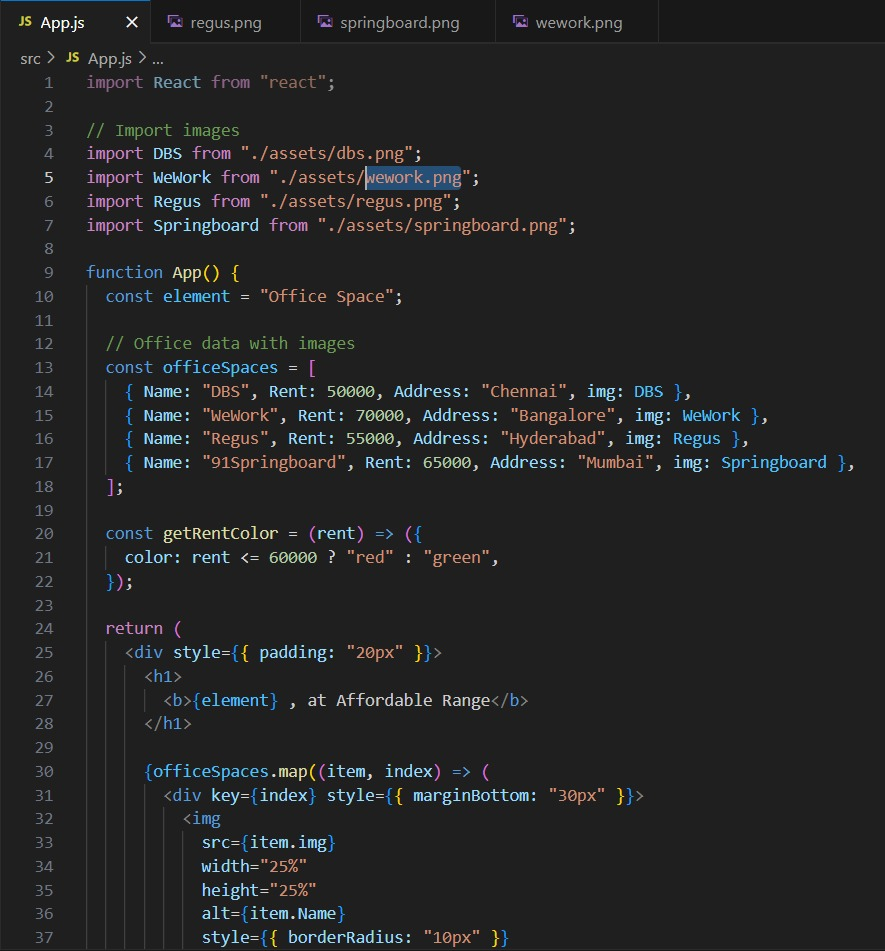 JS App.js × regus.png springboard.png wework.png
src > JS App.js > ...
1 import React from "react";
2
3 // Import images
4 import DBS from "./assets/dbs.png";
5 import WeWork from "./assets/wework.png";
6 import Regus from "./assets/regus.png";
7 import Springboard from "./assets/springboard.png";
8
9 function App() {
10   const element = "Office Space";
11
12   // Office data with images
13   const officeSpaces = [
14     { Name: "DBS", Rent: 50000, Address: "Chennai", img: DBS },
15     { Name: "WeWork", Rent: 70000, Address: "Bangalore", img: WeWork },
16     { Name: "Regus", Rent: 55000, Address: "Hyderabad", img: Regus },
17     { Name: "91Springboard", Rent: 65000, Address: "Mumbai", img: Springboard },
18   ];
19
20   const getRentColor = (rent) => ({
21     color: rent <= 60000 ? "red" : "green",
22   });
23
24   return (
25     <div style={{ padding: "20px" }}>
26       <h1>
27         <b>{element} , at Affordable Range</b>
28       </h1>
29
30       {officeSpaces.map((item, index) => (
31         <div key={index} style={{ marginBottom: "30px" }}>
32           <img
33             src={item.img}
34             width="25%"
35             height="25%"
36             alt={item.Name}
37             style={{ borderRadius: "10px" }}